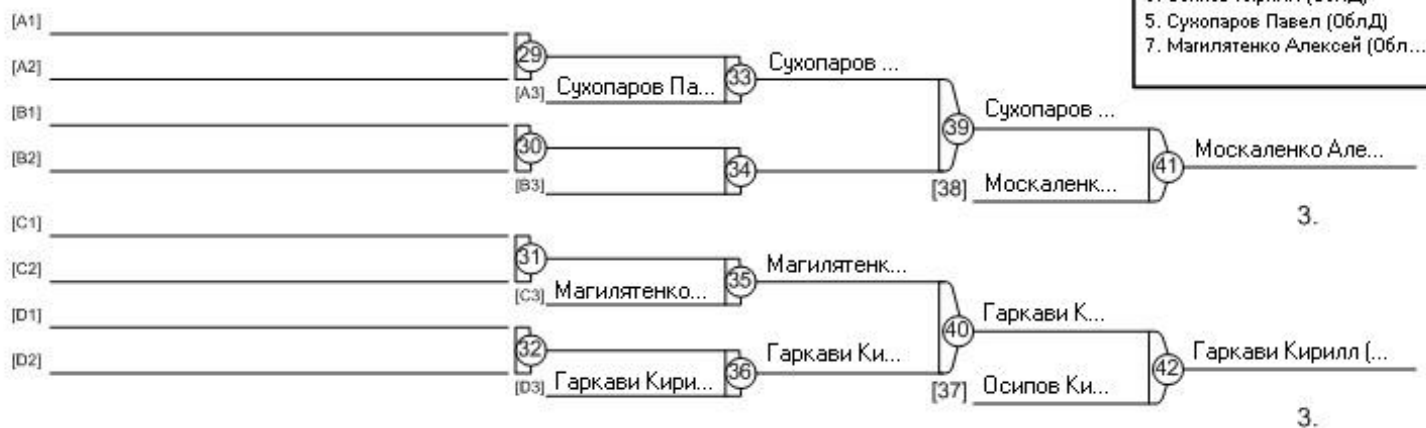 5. Сухопаров Павел (ОблД)
7. Магилятенко Алексей (Обл...
[A1]
[A2]
29
[A3] Сухопаров Па...
33
Сухопаров ...
[B1]
[B2]
30
[B3]
34
39
Сухопаров ...
[38] Москаленк...
41
Москаленко Але...
3.
[C1]
[C2]
31
[C3] Магилятенко...
35
Магилятенк...
[D1]
[D2]
32
[D3] Гаркави Кири...
36
Гаркави Ки...
40
Гаркави К...
[37] Осипов Ки...
42
Гаркави Кирилл (...
3.